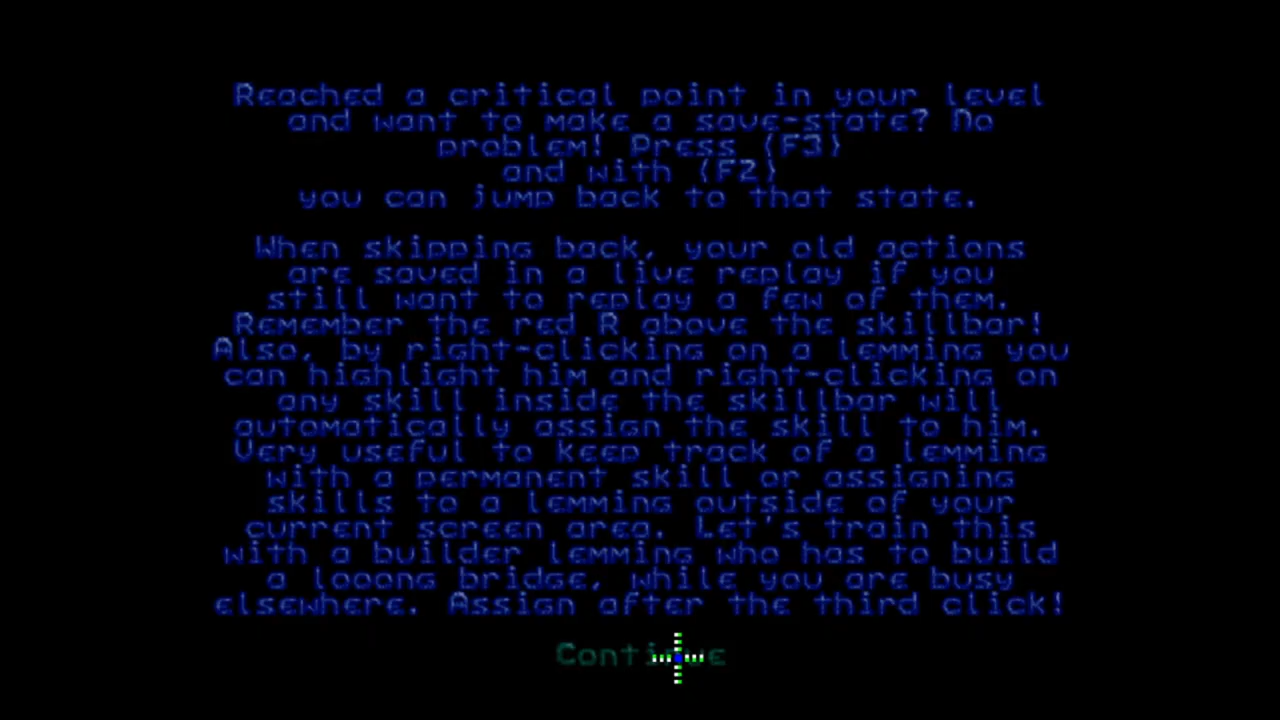 Reached a critical point in your level
and want to make a save-state? No
problem! Press (F3)
and with (F2)
you can jump back to that state.
When skipping back, your old actions
are saved in a live replay if you
still want to replay a few of them.
Remember the red R above the skillbar!
Also, by right-clicking on a lemming you
can highlight him and right-clicking on
any skill inside the skillbar will
automatically assign the skill to him.
Very useful to keep track of a lemming
with a permanent skill or assigning
skills to a lemming outside of your
current screen area. Let's train this
with a builder lemming who has to build
a looong bridge, while you are busy
elsewhere. Assign after the third click!
Continue